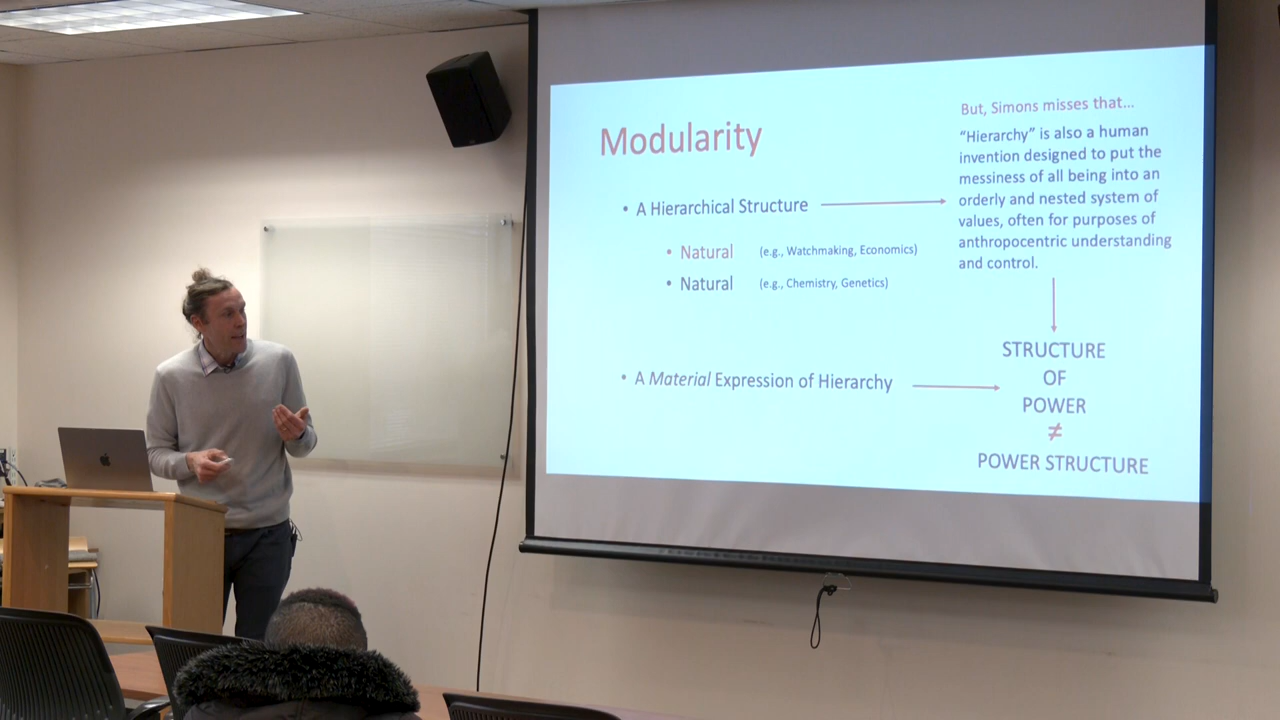 Modularity
• A Hierarchical Structure
• Natural (e.g., Watchmaking, Economics)
• Natural (e.g., Chemistry, Genetics)
• A Material Expression of Hierarchy
But, Simons misses that...
“Hierarchy” is also a human
invention designed to put the
messiness of all being into an
orderly and nested system of
values, often for purposes of
anthropocentric understanding
and control.
STRUCTURE
OF
POWER
≠
POWER STRUCTURE